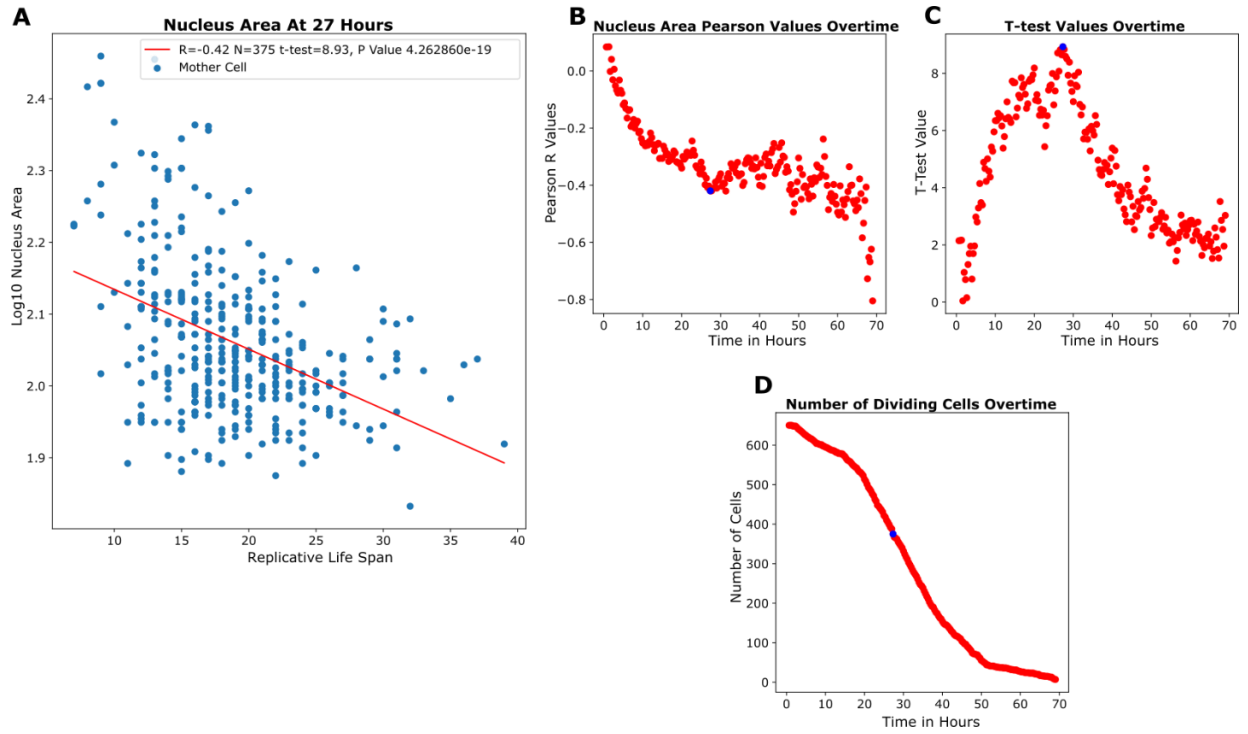 A
Nucleus Area At 27 Hours
R=-0.42 N=375 t-test=8.93, P Value 4.262860e-19
Mother Cell
Log10 Nucleus Area
2.4
2.3
2.2
2.1
2.0
1.9
10 15 20 25 30 35 40
Replicative Life Span
B
Nucleus Area Pearson Values Overtime
Pearson R Values
0.0
−0.2
−0.4
−0.6
−0.8
0 10 20 30 40 50 60 70
Time in Hours
C
T-test Values Overtime
T-Test Value
8
6
4
2
0
0 10 20 30 40 50 60 70
Time in Hours
D
Number of Dividing Cells Overtime
Number of Cells
600
500
400
300
200
100
0
0 10 20 30 40 50 60 70
Time in Hours